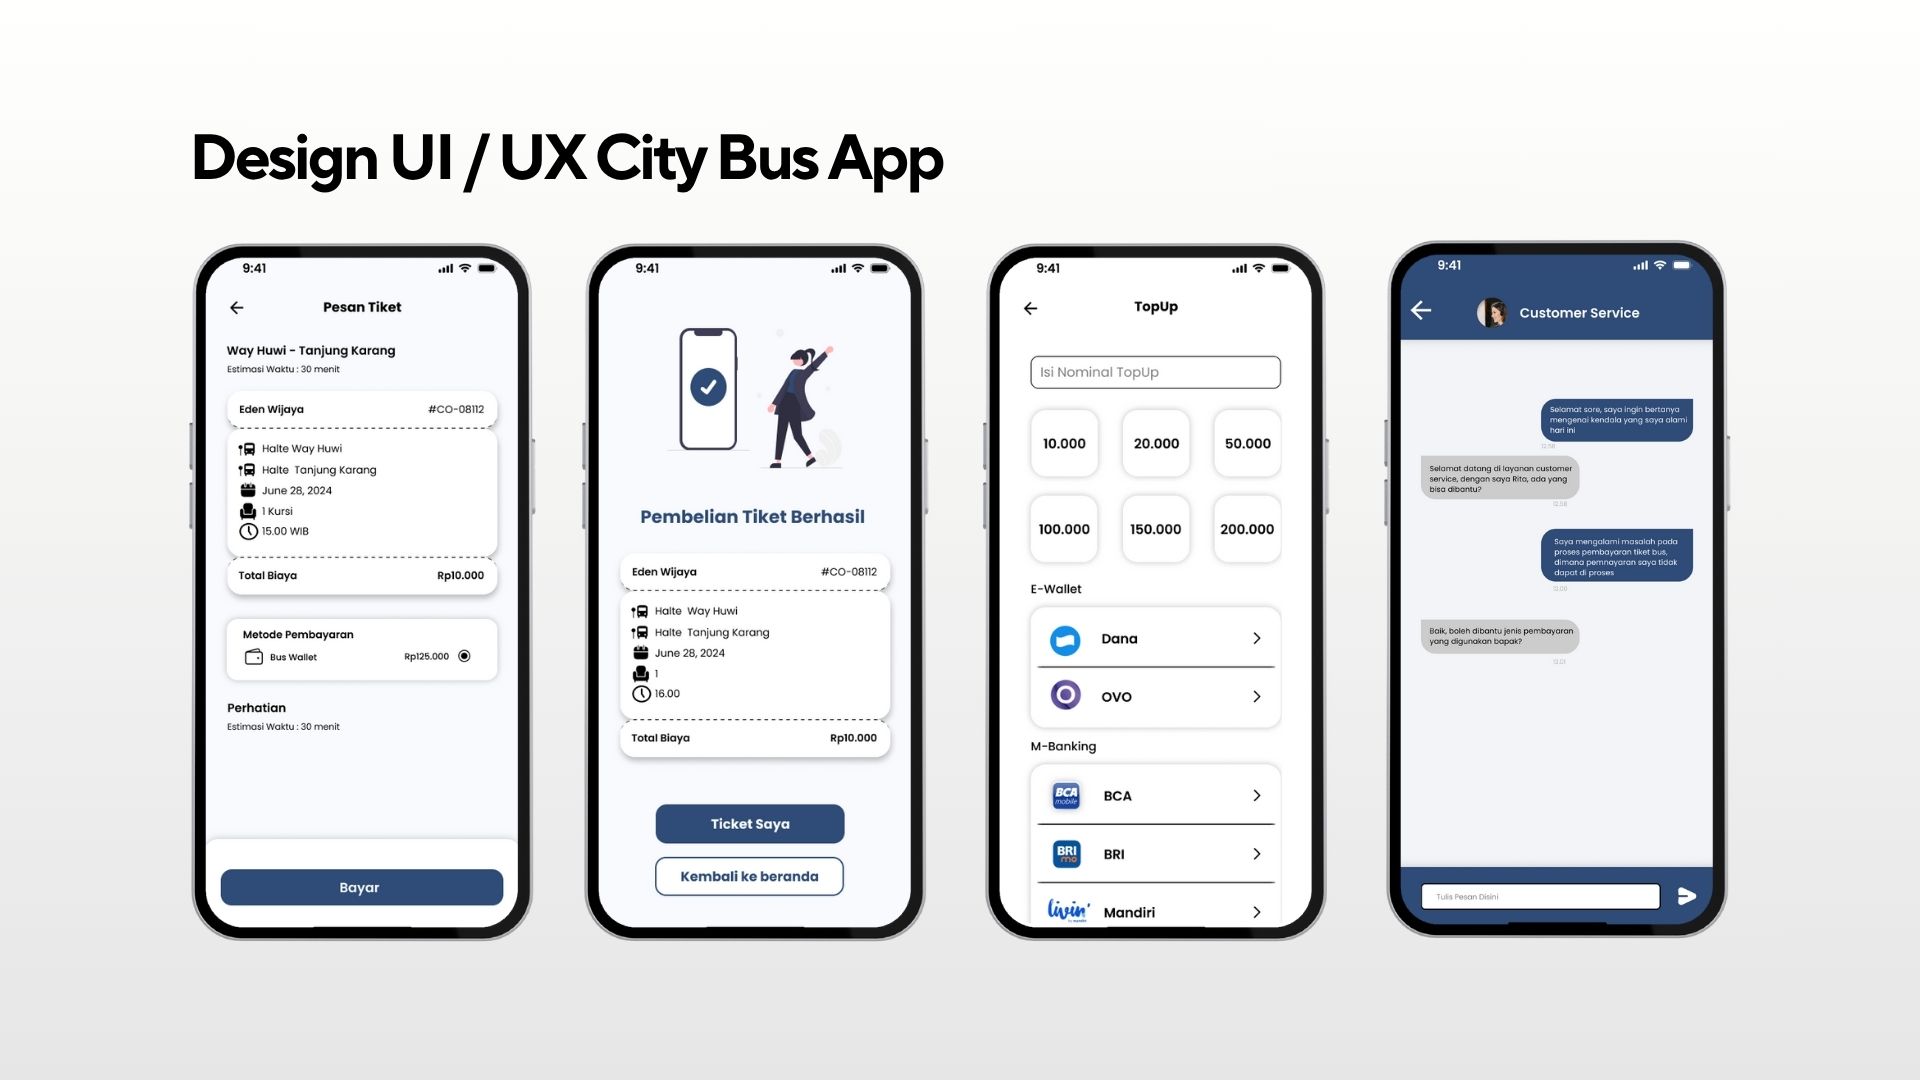 Design UI / UX City Bus App
9:41
Pesan Tiket
Way Huwi - Tanjung Karang
Estimasi Waktu : 30 menit
Eden Wijaya #CO-08112
Halte Way Huwi
Halte Tanjung Karang
June 28, 2024
1 Kursi
15.00 WIB
Total Biaya Rp10.000
Metode Pembayaran
Bus Wallet Rp125.000
Perhatian
Estimasi Waktu : 30 menit
Bayar
9:41
Pembelian Tiket Berhasil
Eden Wijaya #CO-08112
Halte Way Huwi
Halte Tanjung Karang
June 28, 2024
1
16.00
Total Biaya Rp10.000
Ticket Saya
Kembali ke beranda
9:41
TopUp
Isi Nominal TopUp
10.000 20.000 50.000
100.000 150.000 200.000
E-Wallet
Dana
OVO
M-Banking
BCA mobile BCA
BRI mo BRI
livin' by mandiri Mandiri
9:41
Customer Service
Selamat sore, saya ingin bertanya
mengenai kendala yang saya alami
hari ini
12.58
Selamat datang di layanan customer
service, dengan saya Rita, ada yang
bisa dibantu?
12.58
Saya mengalami masalah pada
proses pembayaran tiket bus,
dimana pemnayaran saya tidak
dapat di proses
13.00
Baik, boleh dibantu jenis pembayaran
yang digunakan bapak?
13.01
Tulis Pesan Disini